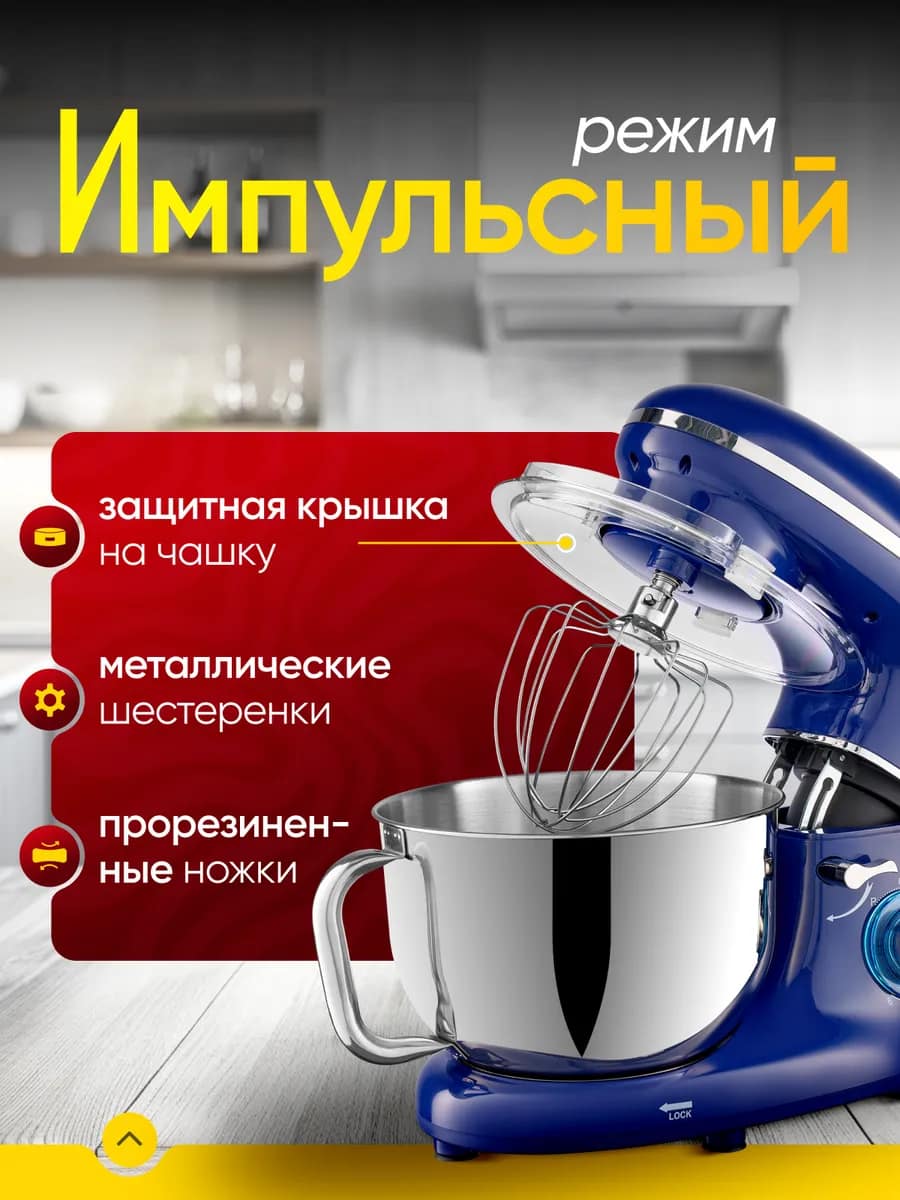 режим
Импульсный
защитная крышка
на чашку
металлические
шестеренки
прорезинен-
ные ножки
LOCK